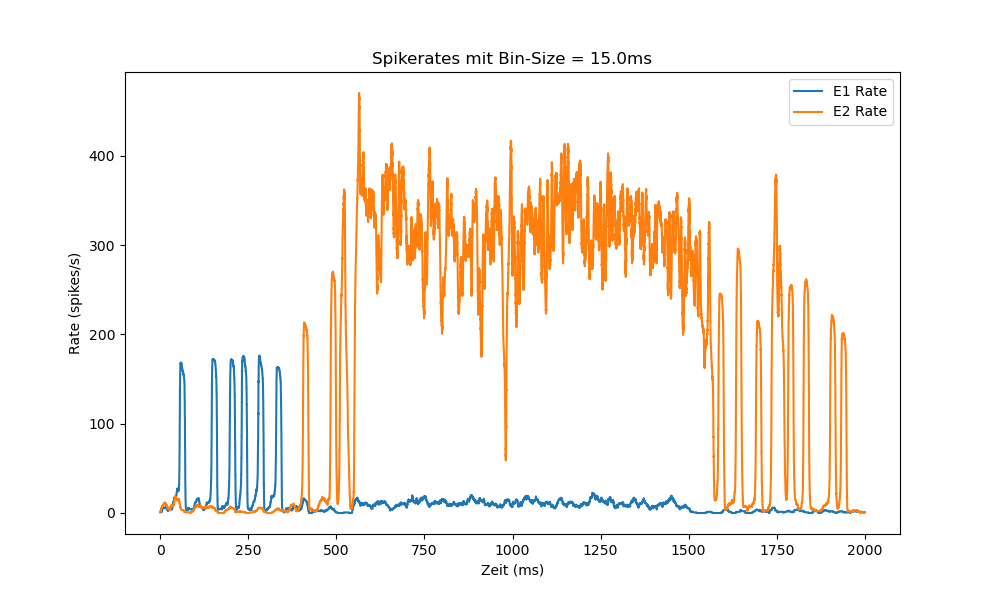 Spikerates mit Bin-Size = 15.0ms
E1 Rate
E2 Rate
Rate (spikes/s)
400
300
200
100
0
0 250 500 750 1000 1250 1500 1750 2000
Zeit (ms)